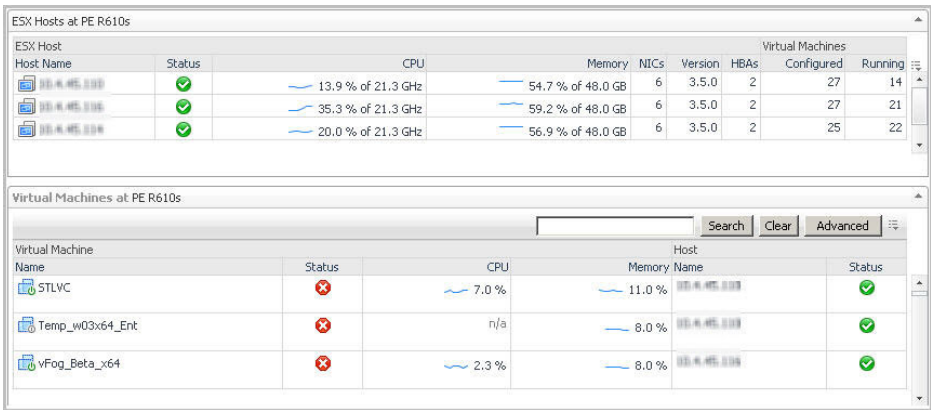 ESX Hosts at PE R610s
ESX Host Virtual Machines
Host Name Status CPU Memory NICs Version HBAs Configured Running
13.9 % of 21.3 GHz 54.7 % of 48.0 GB 6 3.5.0 2 27 14
35.3 % of 21.3 GHz 59.2 % of 48.0 GB 6 3.5.0 2 27 21
20.0 % of 21.3 GHz 56.9 % of 48.0 GB 6 3.5.0 2 25 22
Virtual Machines at PE R610s
Search Clear Advanced
Virtual Machine Host
Name Status CPU Memory Name Status
STLVC 7.0 % 11.0 %
Temp_w03x64_Ent n/a 8.0 %
vFog_Beta_x64 2.3 % 8.0 %